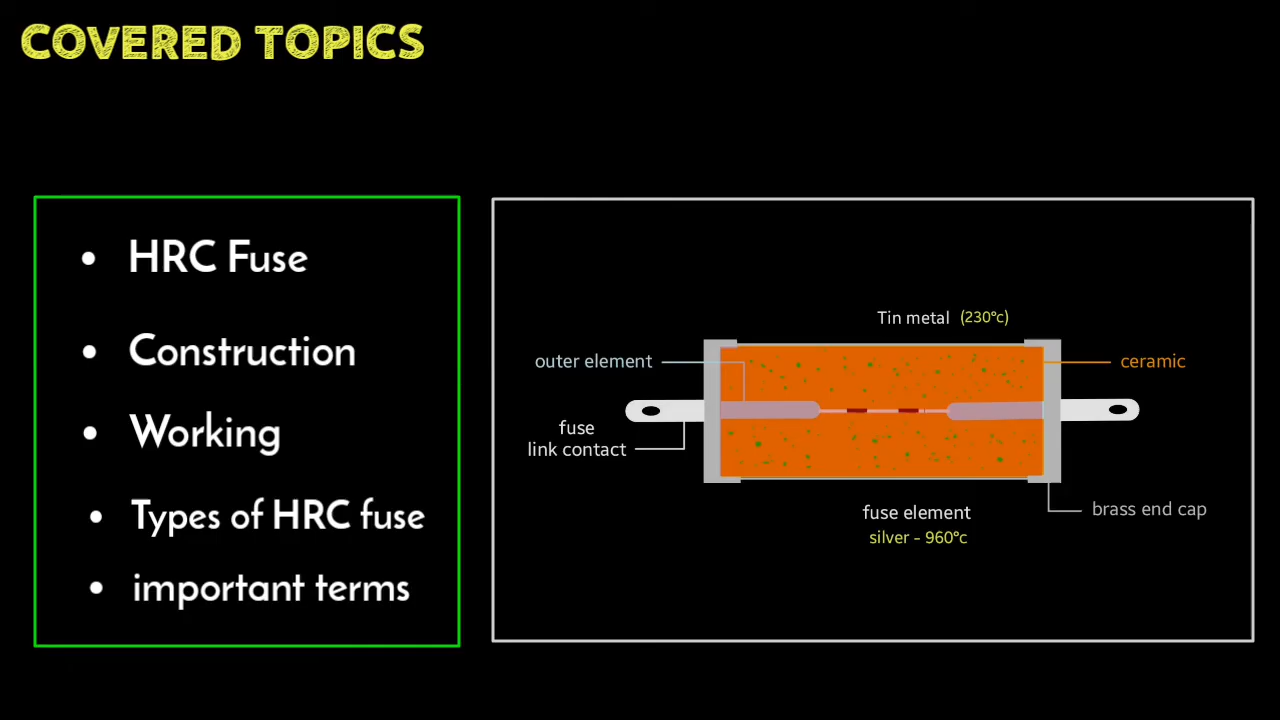 COVERED TOPICS
• HRC Fuse
• Construction
• Working
• Types of HRC fuse
• important terms
Tin metal (230°c)
outer element
ceramic
fuse
link contact
fuse element
silver - 960°c
brass end cap